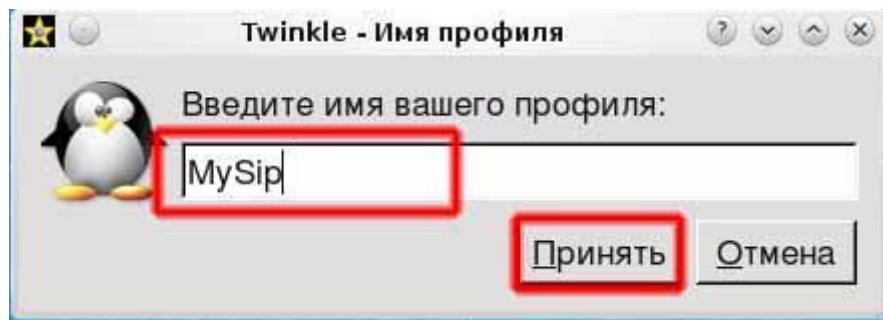 Twinkle - Имя профиля
Введите имя вашего профиля:
MySip
Принять Отмена